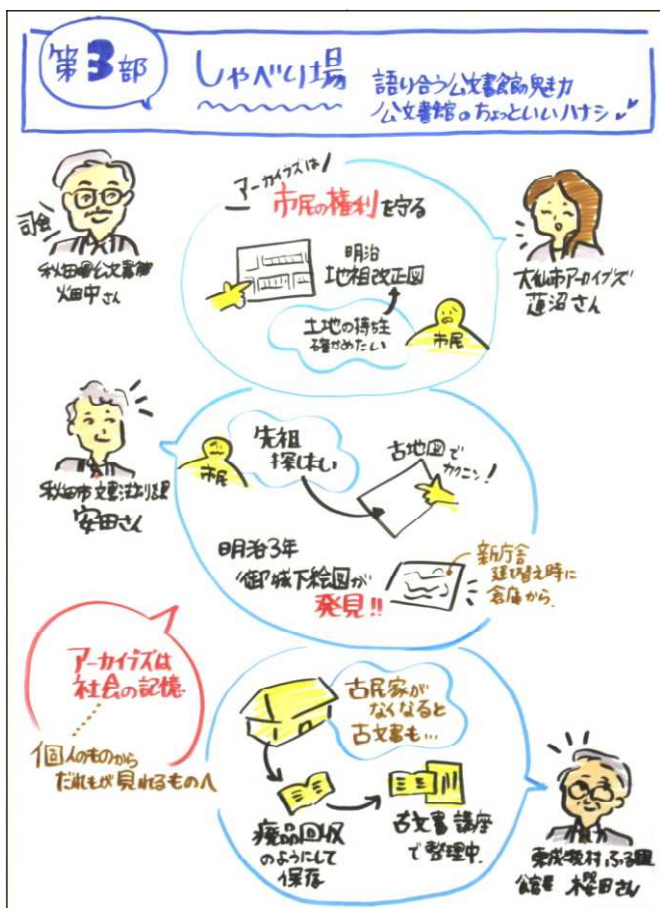 第3部
しゃべり場
語り合う公文書館の魅力
公文書館のちょっといいハナシ
司会
秋田県公文書館
畑中さん
アーカイブズは
市民の権利を守る
明治
地租改正図
土地の持主
確かめたい
市民
大仙市アーカイブズ
蓮沼さん
秋田市文書法制課
安田さん
市民
先祖
探したい
古地図で
カクニン!
明治3年
"御城下絵図が
発見!!
新庁舎
建び替え時に
倉庫から
アーカイブズは
社会の記憶
個人のものから
だれもが見れるものへ
古民家が
なくなると
古文書も…
廃品回収
のようにして
保存
古文書講座
で整理中
東成瀬村ふる里館
館長 櫻田さん